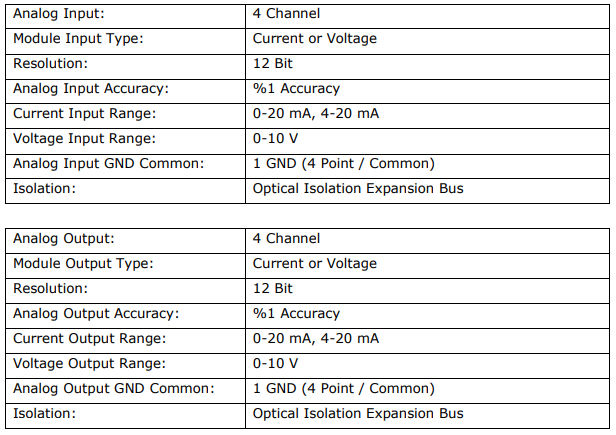 Analog Input: 4 Channel
Module Input Type: Current or Voltage
Resolution: 12 Bit
Analog Input Accuracy: %1 Accuracy
Current Input Range: 0-20 mA, 4-20 mA
Voltage Input Range: 0-10 V
Analog Input GND Common: 1 GND (4 Point / Common)
Isolation: Optical Isolation Expansion Bus
Analog Output: 4 Channel
Module Output Type: Current or Voltage
Resolution: 12 Bit
Analog Output Accuracy: %1 Accuracy
Current Output Range: 0-20 mA, 4-20 mA
Voltage Output Range: 0-10 V
Analog Output GND Common: 1 GND (4 Point / Common)
Isolation: Optical Isolation Expansion Bus